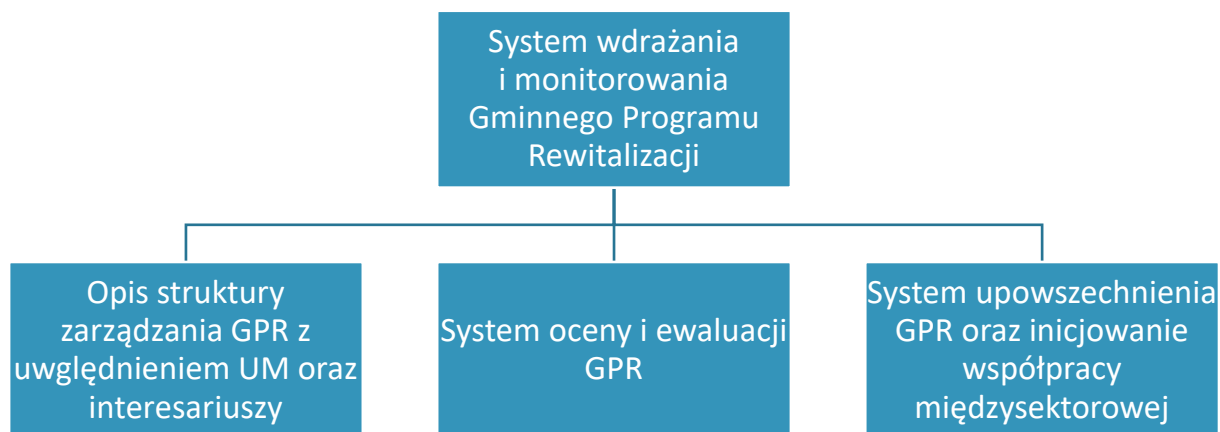 System wdrażania
i monitorowania
Gminnego Programu
Rewitalizacji
Opis struktury
zarządzania GPR z
uwględnieniem UM oraz
interesariuszy
System oceny i ewaluacji
GPR
System upowszechnienia
GPR oraz inicjowanie
współpracy
międzysektorowej